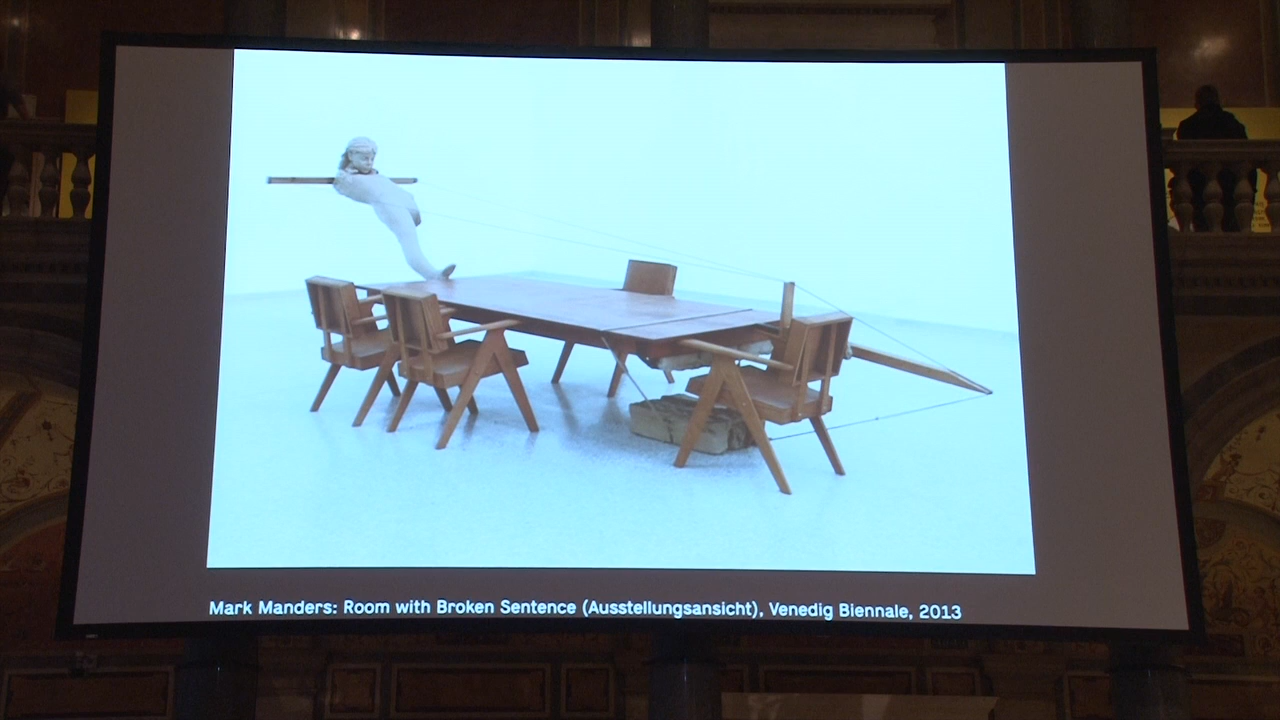 Mark Manders: Room with Broken Sentence (Ausstellungsansicht), Venedig Biennale, 2013